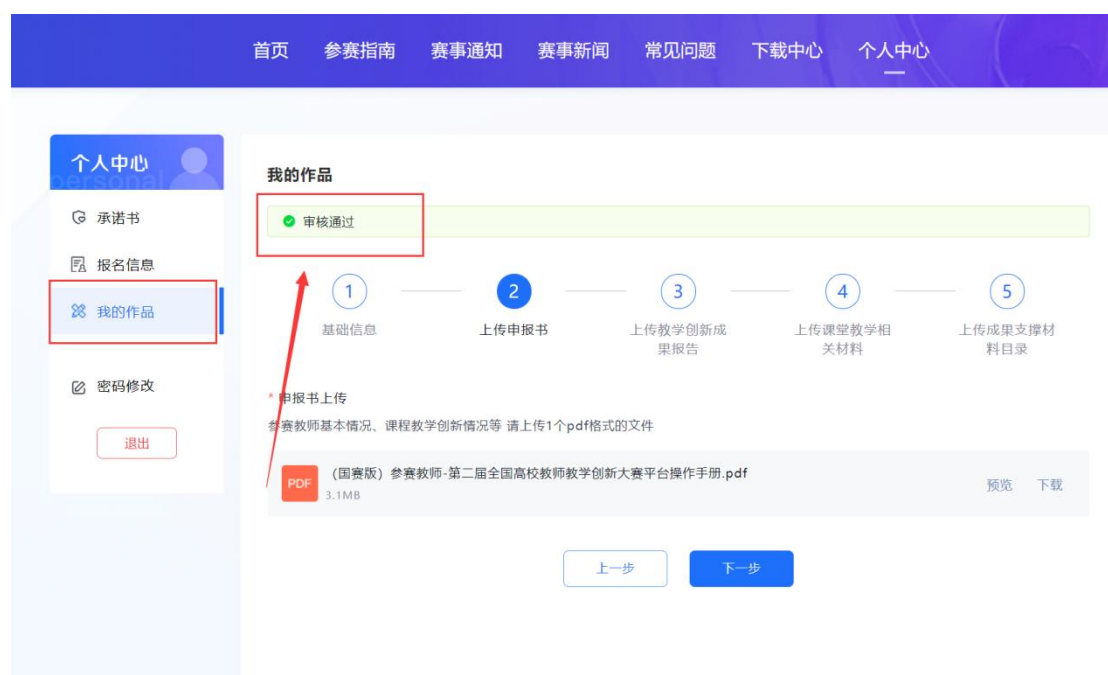 首页 参赛指南 赛事通知 赛事新闻 常见问题 下载中心 个人中心
个人中心
personal
承诺书
报名信息
我的作品
密码修改
退出
我的作品
审核通过
1 2 3 4 5
基础信息 上传申报书 上传教学创新成 上传课堂教学相 上传成果支撑材
果报告 关材料 料目录
* 申报书上传
参赛教师基本情况、课程教学创新情况等 请上传1个pdf格式的文件
PDF
（国赛版）参赛教师-第二届全国高校教师教学创新大赛平台操作手册.pdf
3.1MB
预览 下载
上一步 下一步